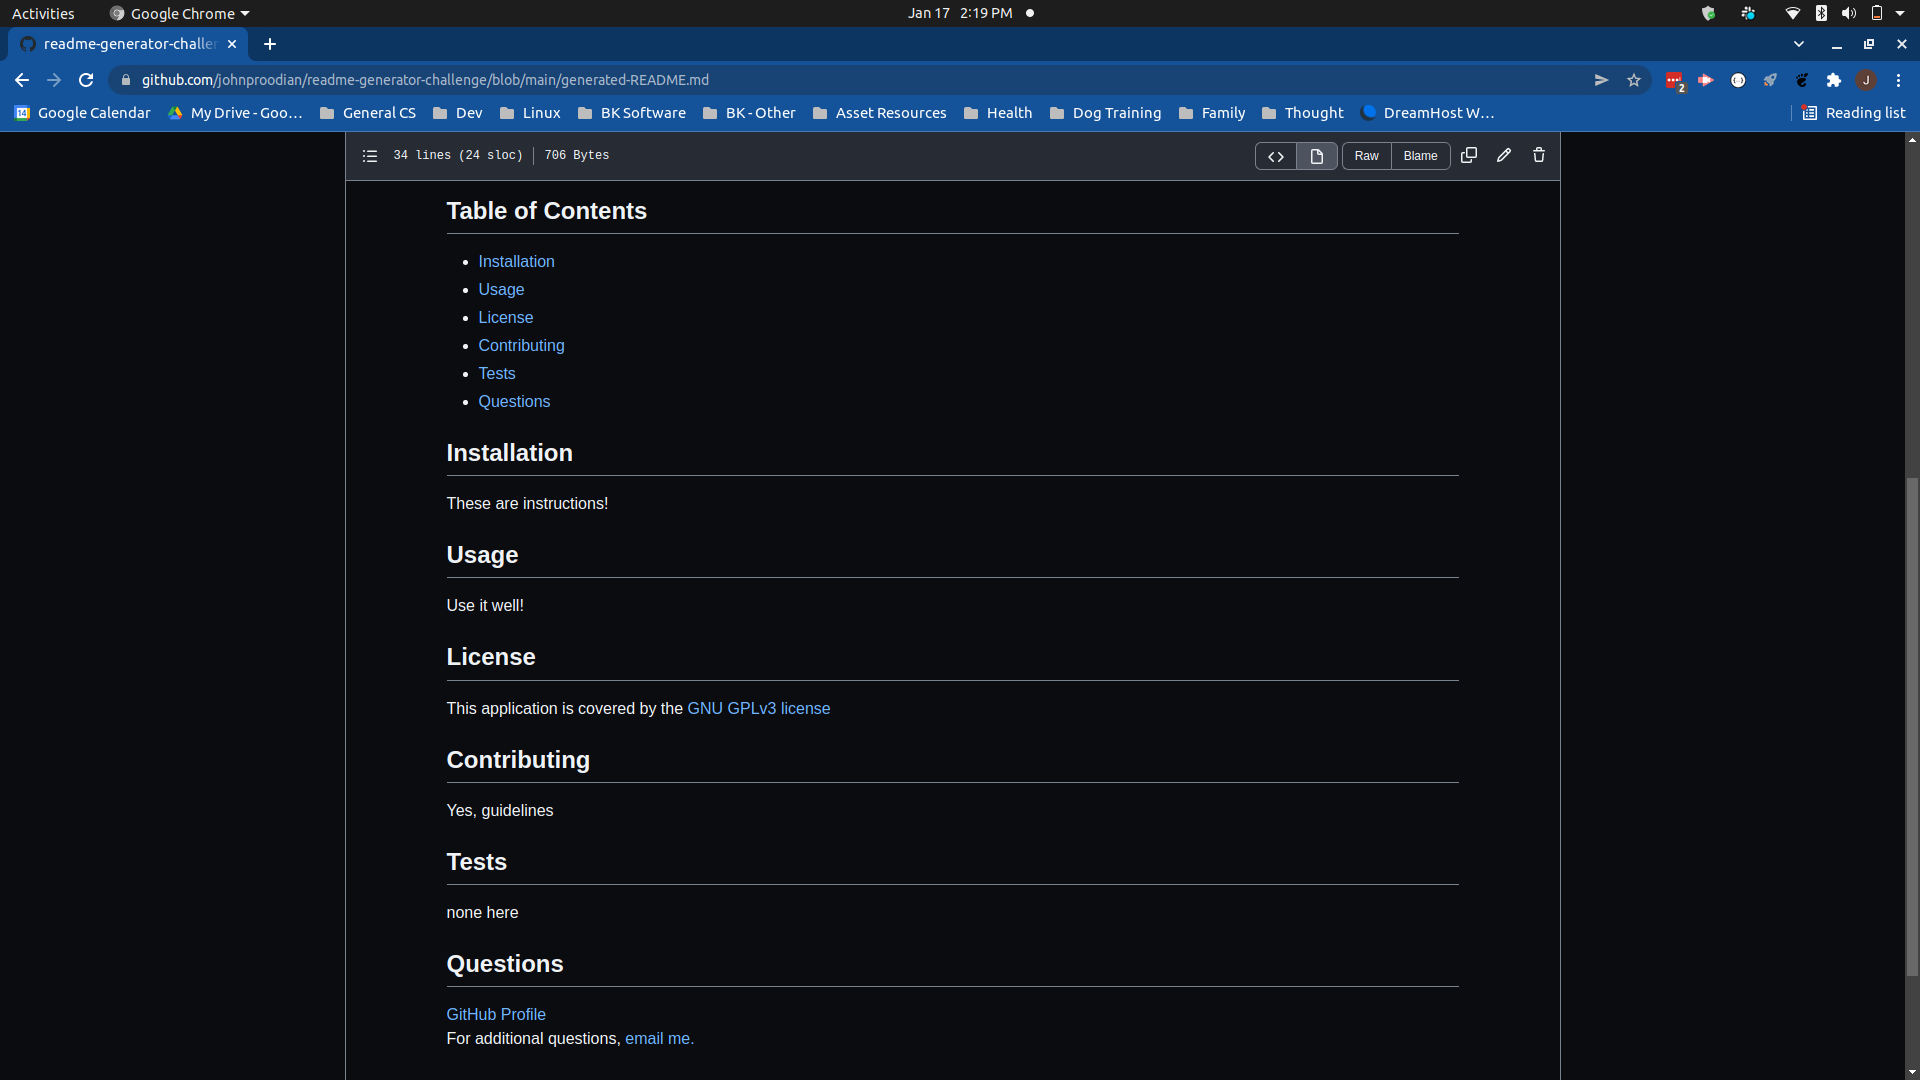 Activities
Google Chrome
Jan 17 2:19 PM
readme-generator-challer
github.com/johnproodian/readme-generator-challenge/blob/main/generated-README.md
2
J
14
Google Calendar
My Drive - Goo...
General CS
Dev
Linux
BK Software
BK - Other
Asset Resources
Health
Dog Training
Family
Thought
DreamHost W...
Reading list
34 lines (24 sloc)
706 Bytes
Raw
Blame
Table of Contents
Installation
Usage
License
Contributing
Tests
Questions
Installation
These are instructions!
Usage
Use it well!
License
This application is covered by the GNU GPLv3 license
Contributing
Yes, guidelines
Tests
none here
Questions
GitHub Profile
For additional questions, email me.